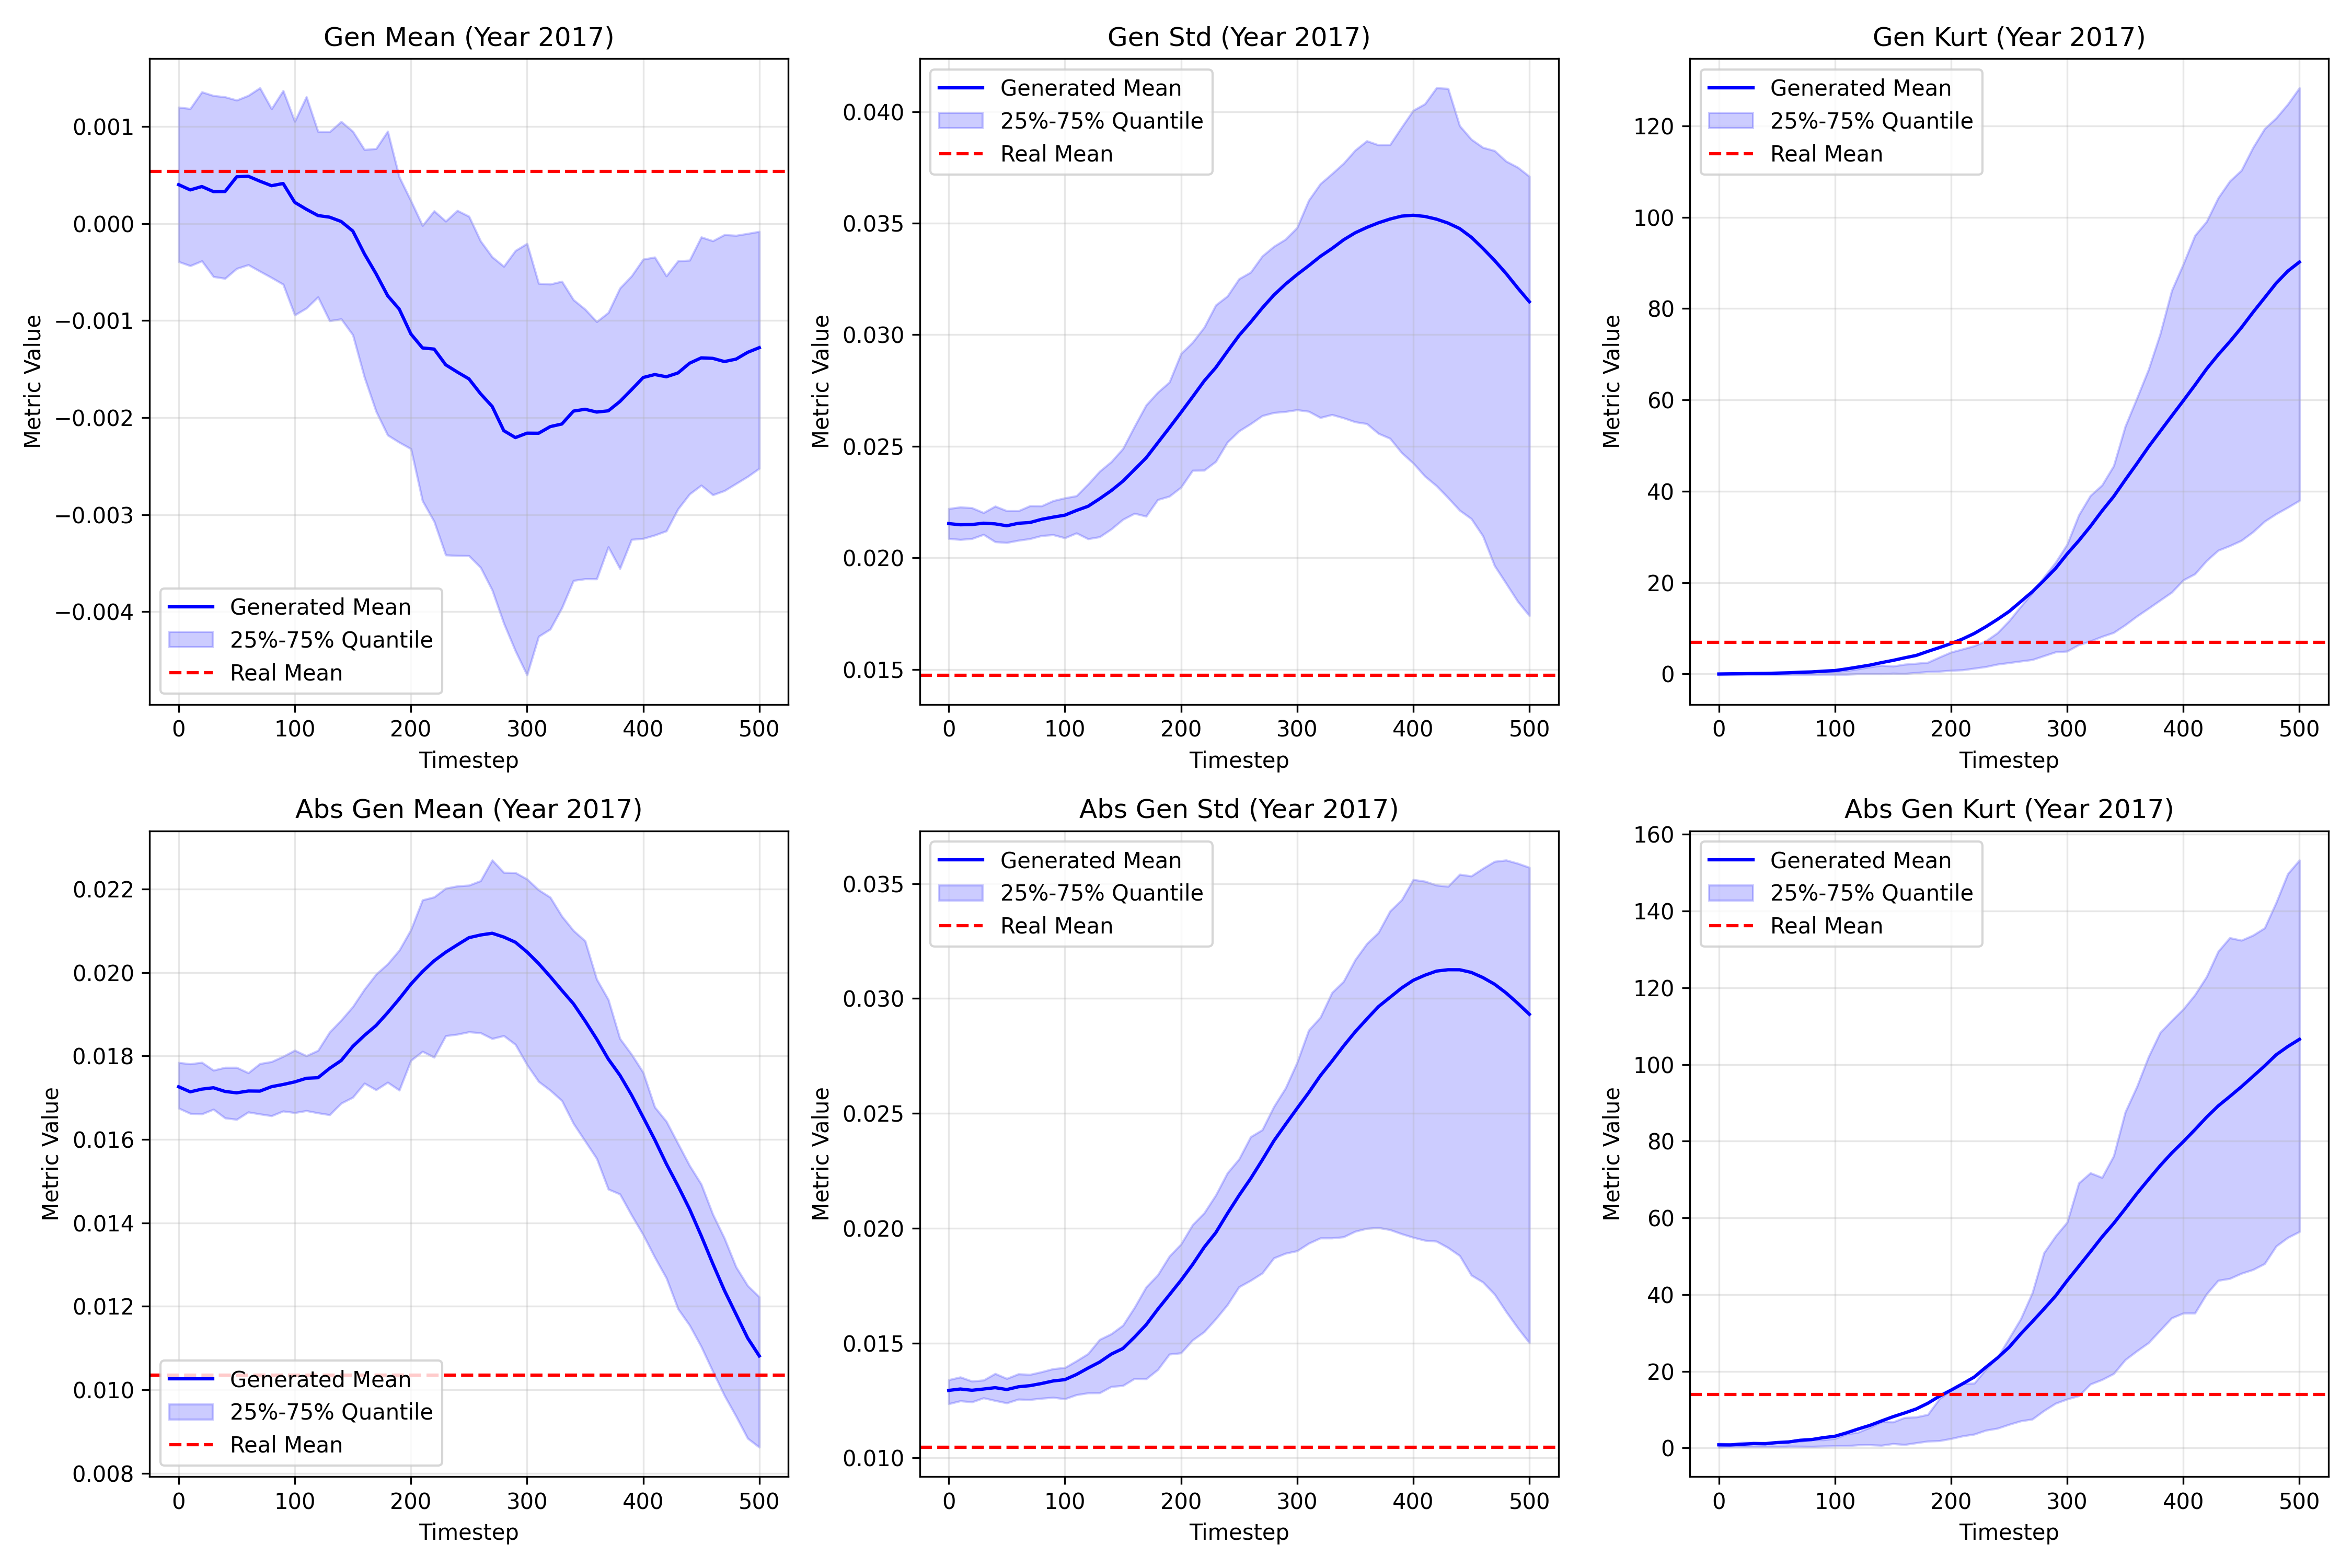 Gen Mean (Year 2017)
Metric Value
0.001
0.000
−0.001
−0.002
−0.003
−0.004
Generated Mean
25%-75% Quantile
Real Mean
0 100 200 300 400 500
Timestep
Gen Std (Year 2017)
Metric Value
0.040
0.035
0.030
0.025
0.020
0.015
Generated Mean
25%-75% Quantile
Real Mean
0 100 200 300 400 500
Timestep
Gen Kurt (Year 2017)
Metric Value
120
100
80
60
40
20
0
Generated Mean
25%-75% Quantile
Real Mean
0 100 200 300 400 500
Timestep
Abs Gen Mean (Year 2017)
Metric Value
0.022
0.020
0.018
0.016
0.014
0.012
0.010
0.008
Generated Mean
25%-75% Quantile
Real Mean
0 100 200 300 400 500
Timestep
Abs Gen Std (Year 2017)
Metric Value
0.035
0.030
0.025
0.020
0.015
0.010
Generated Mean
25%-75% Quantile
Real Mean
0 100 200 300 400 500
Timestep
Abs Gen Kurt (Year 2017)
Metric Value
160
140
120
100
80
60
40
20
0
Generated Mean
25%-75% Quantile
Real Mean
0 100 200 300 400 500
Timestep